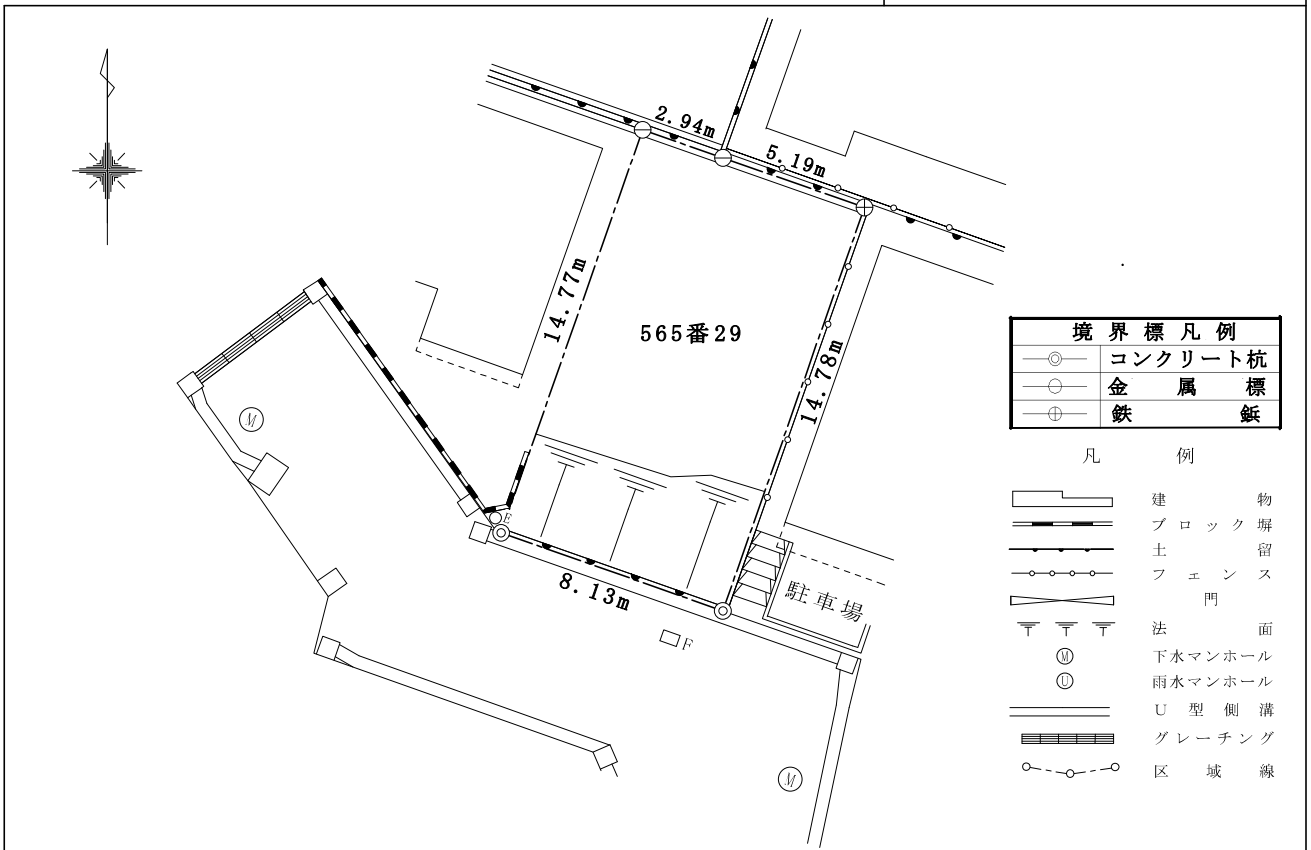 2.94m
5.19m
14.77m
565番29
14.78m
8.13m
駐車場
M
E
F
M
境界標凡例
コンクリート杭
金属標
鉄鋲
凡例
建物
ブロック塀
土留
フェンス
門
法面
M 下水マンホール
U 雨水マンホール
U型側溝
グレーチング
区域線